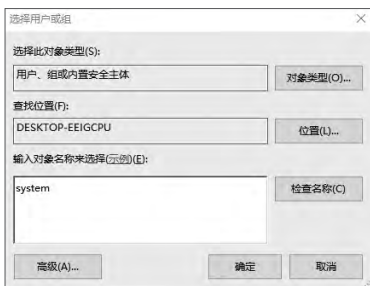 选择用户或组
选择此对象类型(S):
用户、组或内置安全主体
对象类型(O)...
查找位置(F):
DESKTOP-EEIGCPU
位置(L)...
输入对象名称来选择(示例)(E):
system
检查名称(C)
高级(A)...
确定
取消